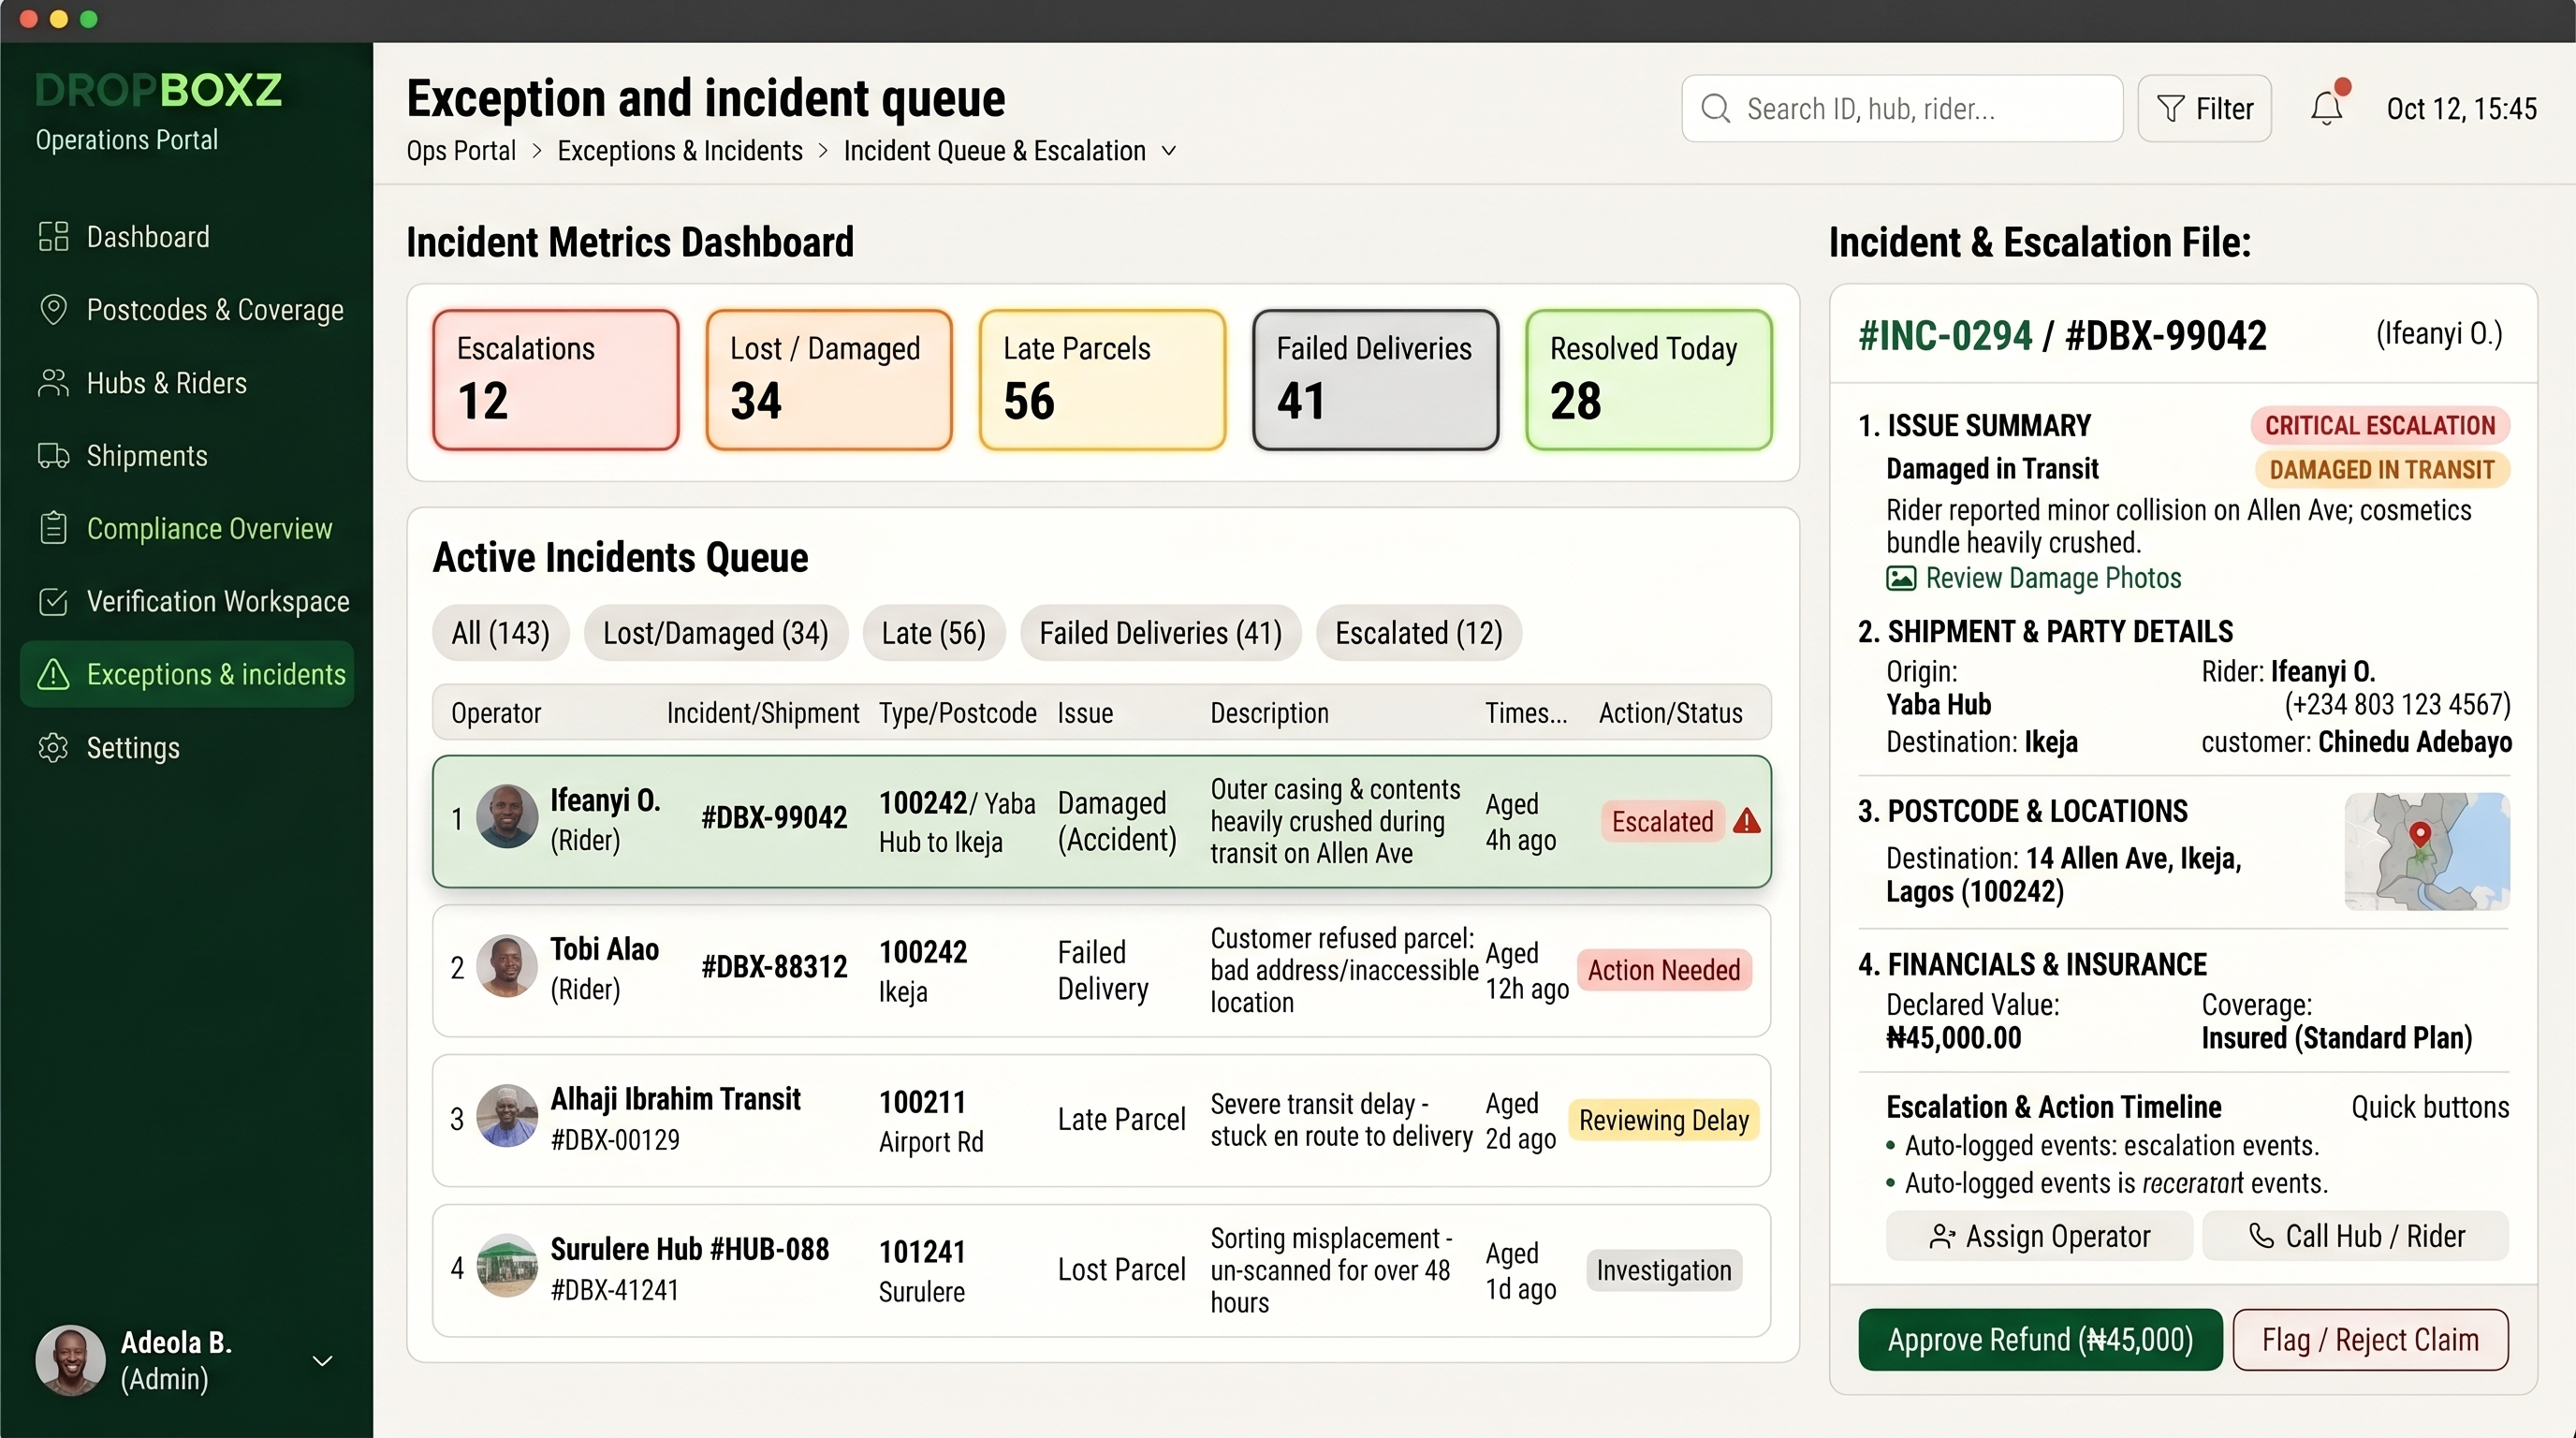 DROPBOXZ
Operations Portal
Dashboard
Postcodes & Coverage
Hubs & Riders
Shipments
Compliance Overview
Verification Workspace
Exceptions & incidents
Settings
Adeola B.
(Admin)
Exception and incident queue
Ops Portal > Exceptions & Incidents > Incident Queue & Escalation
Search ID, hub, rider...
Filter
Oct 12, 15:45
Incident Metrics Dashboard
Escalations
12
Lost / Damaged
34
Late Parcels
56
Failed Deliveries
41
Resolved Today
28
Active Incidents Queue
All (143)
Lost/Damaged (34)
Late (56)
Failed Deliveries (41)
Escalated (12)
Operator Incident/Shipment Type/Postcode Issue Description Times... Action/Status
1
Ifeanyi O.
(Rider)
#DBX-99042
100242/ Yaba
Hub to Ikeja
Damaged
(Accident)
Outer casing & contents
heavily crushed during
transit on Allen Ave
Aged
4h ago
Escalated
2
Tobi Alao
(Rider)
#DBX-88312
100242
Ikeja
Failed
Delivery
Customer refused parcel:
bad address/inaccessible
location
Aged
12h ago
Action Needed
3
Alhaji Ibrahim Transit
#DBX-00129
100211
Airport Rd
Late Parcel
Severe transit delay -
stuck en route to delivery
Aged
2d ago
Reviewing Delay
4
Surulere Hub #HUB-088
#DBX-41241
101241
Surulere
Lost Parcel
Sorting misplacement -
un-scanned for over 48
hours
Aged
1d ago
Investigation
Incident & Escalation File:
#INC-0294 / #DBX-99042
(Ifeanyi O.)
1. ISSUE SUMMARY
CRITICAL ESCALATION
Damaged in Transit
DAMAGED IN TRANSIT
Rider reported minor collision on Allen Ave; cosmetics
bundle heavily crushed.
Review Damage Photos
2. SHIPMENT & PARTY DETAILS
Origin:
Yaba Hub
Destination: Ikeja
Rider: Ifeanyi O.
(+234 803 123 4567)
customer: Chinedu Adebayo
3. POSTCODE & LOCATIONS
Destination: 14 Allen Ave, Ikeja,
Lagos (100242)
4. FINANCIALS & INSURANCE
Declared Value:
₦45,000.00
Coverage:
Insured (Standard Plan)
Escalation & Action Timeline
Quick buttons
• Auto-logged events: escalation events.
• Auto-logged events is events.
Assign Operator
Call Hub / Rider
Approve Refund (₦45,000)
Flag / Reject Claim